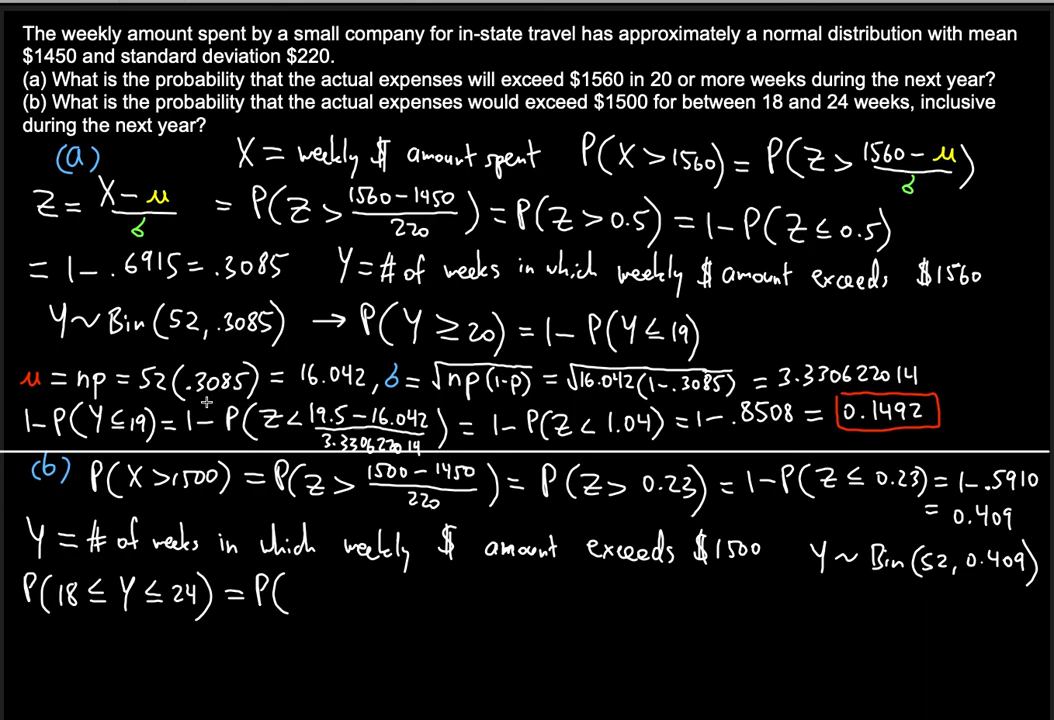 The weekly amount spent by a small company for in-state travel has approximately a normal distribution with mean
$1450 and standard deviation $220.
(a) What is the probability that the actual expenses will exceed $1560 in 20 or more weeks during the next year?
(b) What is the probability that the actual expenses would exceed $1500 for between 18 and 24 weeks, inclusive
during the next year?
(a) X = weekly $ amount spent P(X > 1560) = P(Z > (1560 - μ)/σ)
Z = (X - μ)/σ = P(Z > (1560 - 1450)/220) = P(Z > 0.5) = 1 - P(Z ≤ 0.5)
= 1 - .6915 = .3085 Y = # of weeks in which weekly $ amount exceeds $1560
Y ~ Bin(52, .3085) → P(Y ≥ 20) = 1 - P(Y ≤ 19)
μ = np = 52(.3085) = 16.042, σ = √(np(1-p)) = √(16.042(1-.3085)) = 3.330622014
1-P(Y ≤ 19) = 1 - P(Z < (19.5 - 16.042)/3.330622014) = 1 - P(Z < 1.04) = 1 - .8508 = 0.1492
(b) P(X > 1500) = P(Z > (1500 - 1450)/220) = P(Z > 0.23) = 1 - P(Z ≤ 0.23) = 1 - .5910
= 0.409
Y = # of weeks in which weekly $ amount exceeds $1500 Y ~ Bin(52, 0.409)
P(18 ≤ Y ≤ 24) = P(